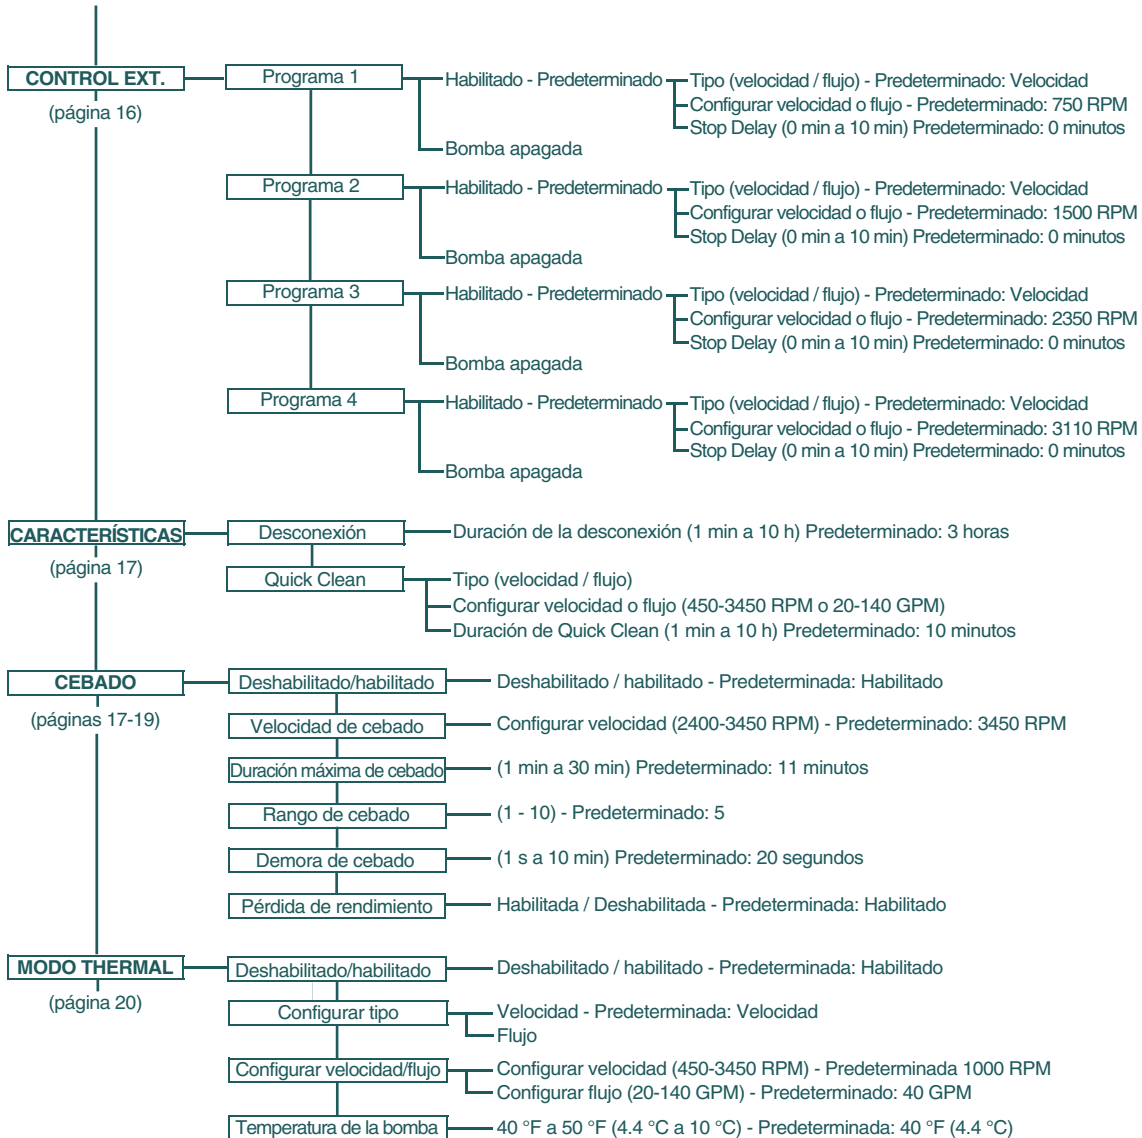 CONTROL EXT.
(página 16)
Programa 1
Habilitado - Predeterminado
Tipo (velocidad / flujo) - Predeterminado: Velocidad
Configurar velocidad o flujo - Predeterminado: 750 RPM
Stop Delay (0 min a 10 min) Predeterminado: 0 minutos
Bomba apagada
Programa 2
Habilitado - Predeterminado
Tipo (velocidad / flujo) - Predeterminado: Velocidad
Configurar velocidad o flujo - Predeterminado: 1500 RPM
Stop Delay (0 min a 10 min) Predeterminado: 0 minutos
Bomba apagada
Programa 3
Habilitado - Predeterminado
Tipo (velocidad / flujo) - Predeterminado: Velocidad
Configurar velocidad o flujo - Predeterminado: 2350 RPM
Stop Delay (0 min a 10 min) Predeterminado: 0 minutos
Bomba apagada
Programa 4
Habilitado - Predeterminado
Tipo (velocidad / flujo) - Predeterminado: Velocidad
Configurar velocidad o flujo - Predeterminado: 3110 RPM
Stop Delay (0 min a 10 min) Predeterminado: 0 minutos
Bomba apagada
CARACTERÍSTICAS
(página 17)
Desconexión
Duración de la desconexión (1 min a 10 h) Predeterminado: 3 horas
Quick Clean
Tipo (velocidad / flujo)
Configurar velocidad o flujo (450-3450 RPM o 20-140 GPM)
Duración de Quick Clean (1 min a 10 h) Predeterminado: 10 minutos
CEBADO
(páginas 17-19)
Deshabilitado/habilitado
Deshabilitado / habilitado - Predeterminada: Habilitado
Velocidad de cebado
Configurar velocidad (2400-3450 RPM) - Predeterminado: 3450 RPM
Duración máxima de cebado
(1 min a 30 min) Predeterminado: 11 minutos
Rango de cebado
(1 - 10) - Predeterminado: 5
Demora de cebado
(1 s a 10 min) Predeterminado: 20 segundos
Pérdida de rendimiento
Habilitada / Deshabilitada - Predeterminada: Habilitado
MODO THERMAL
(página 20)
Deshabilitado/habilitado
Deshabilitado / habilitado - Predeterminada: Habilitado
Configurar tipo
Velocidad - Predeterminada: Velocidad
Flujo
Configurar velocidad/flujo
Configurar velocidad (450-3450 RPM) - Predeterminada 1000 RPM
Configurar flujo (20-140 GPM) - Predeterminado: 40 GPM
Temperatura de la bomba
40 °F a 50 °F (4.4 °C a 10 °C) - Predeterminada: 40 °F (4.4 °C)